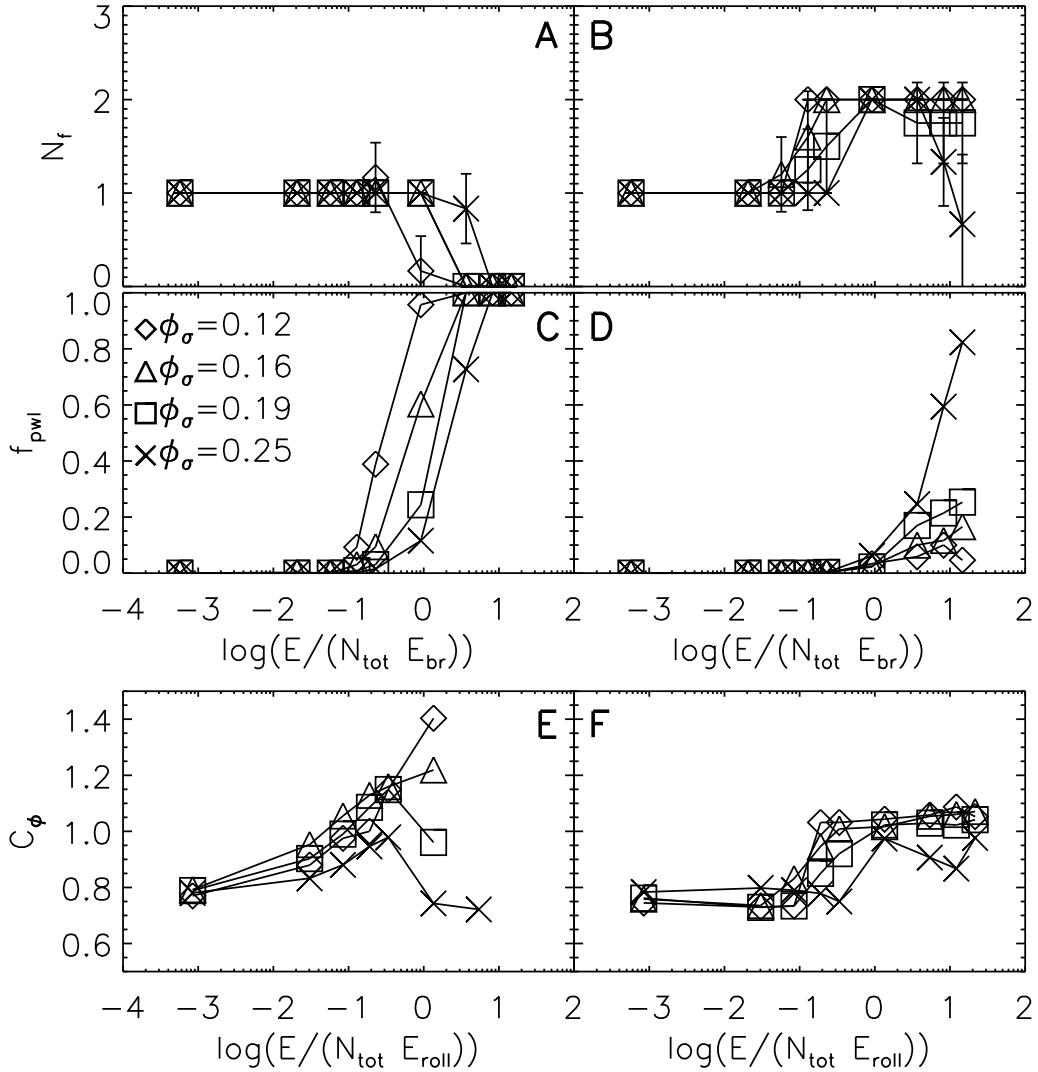 3
A
B
2
N_f
1
0
1.0
C
D
◇ϕ_σ=0.12
0.8
△ϕ_σ=0.16
0.6
□ϕ_σ=0.19
f_pwl
0.4
×ϕ_σ=0.25
0.2
0.0
−4 −3 −2 −1 0 1 2 −3 −2 −1 0 1 2
log(E/(N_tot E_br)) log(E/(N_tot E_br))
E
F
1.4
1.2
C_ϕ
1.0
0.8
0.6
−4 −3 −2 −1 0 1 2 −3 −2 −1 0 1 2
log(E/(N_tot E_roll)) log(E/(N_tot E_roll))